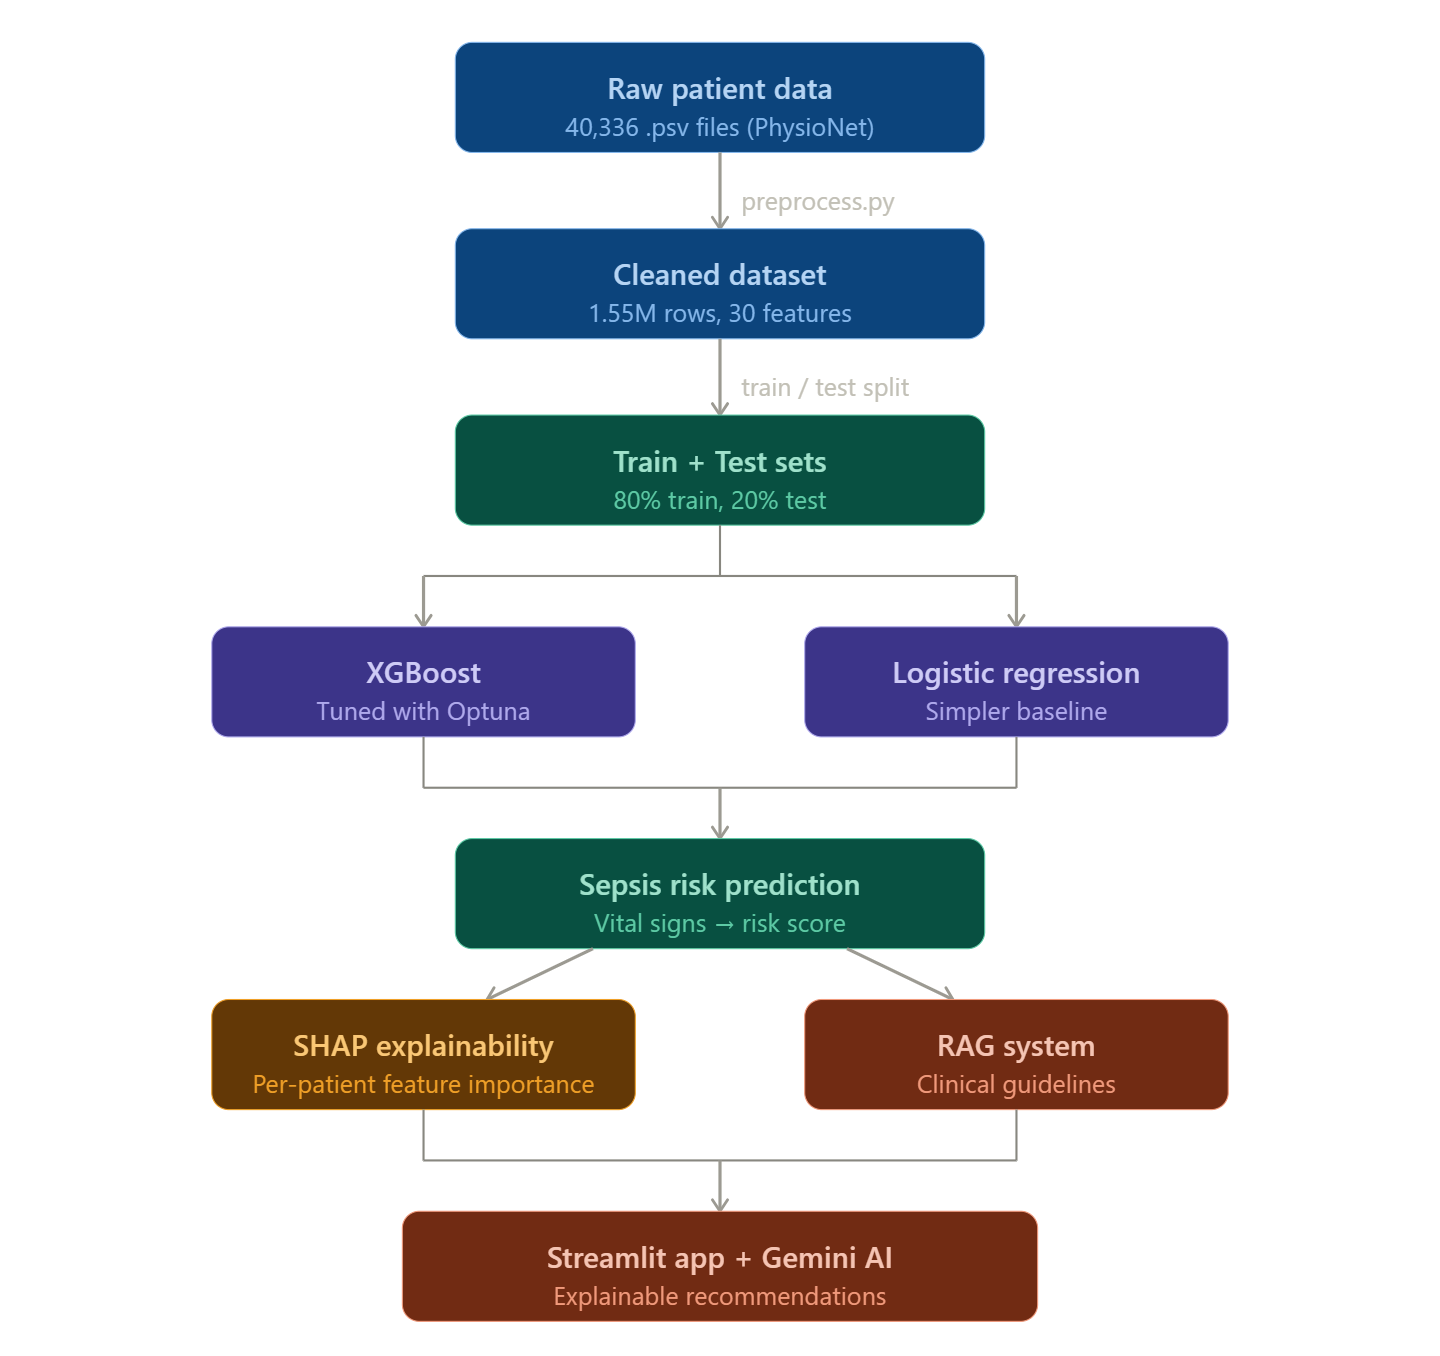 Raw patient data
40,336 .psv files (PhysioNet)
preprocess.py
Cleaned dataset
1.55M rows, 30 features
train / test split
Train + Test sets
80% train, 20% test
XGBoost
Tuned with Optuna
Logistic regression
Simpler baseline
Sepsis risk prediction
Vital signs → risk score
SHAP explainability
Per-patient feature importance
RAG system
Clinical guidelines
Streamlit app + Gemini AI
Explainable recommendations